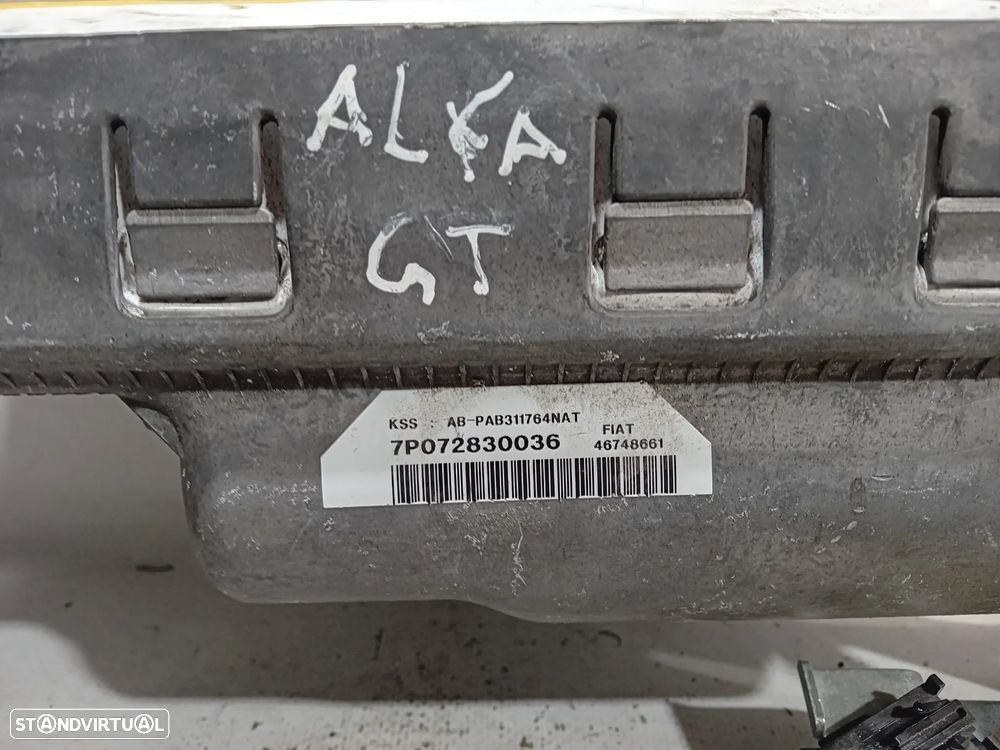 ALFA
GT
KSS : AB-PAB311764NAT
7P072830036
FIAT
46748661
STANDVIRTUAL